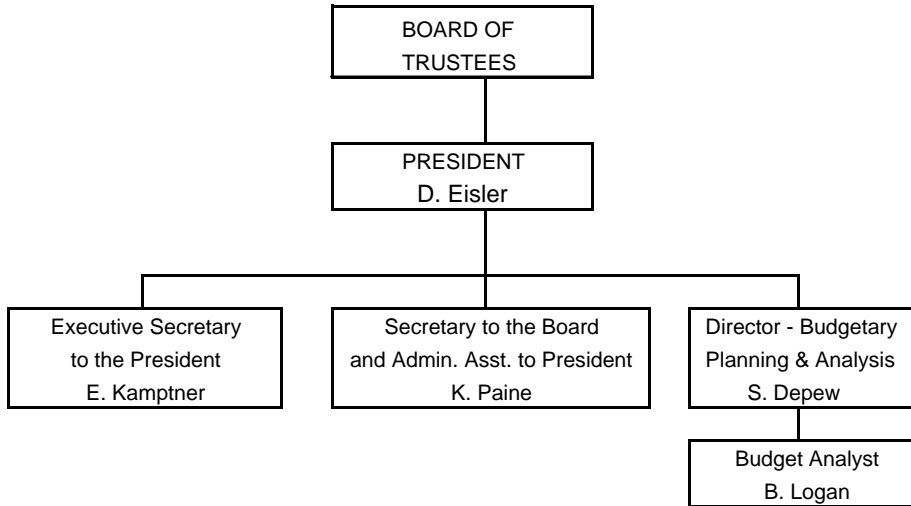 BOARD OF
TRUSTEES
PRESIDENT
D. Eisler
Executive Secretary
to the President
E. Kamptner
Secretary to the Board
and Admin. Asst. to President
K. Paine
Director - Budgetary
Planning & Analysis
S. Depew
Budget Analyst
B. Logan